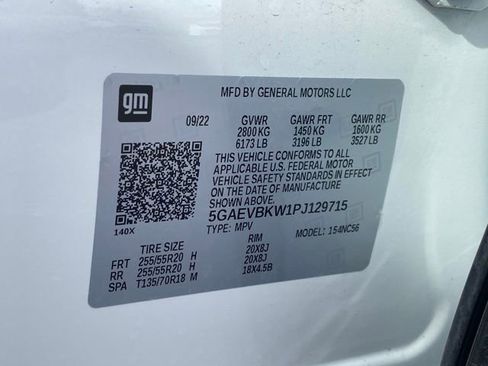 gm
MFD BY GENERAL MOTORS LLC
09/22 GVWR GAWR FRT GAWR RR
2800 KG 1450 KG 1600 KG
6173 LB 3196 LB 3527 LB
THIS VEHICLE CONFORMS TO ALL
APPLICABLE U.S. FEDERAL MOTOR
VEHICLE SAFETY STANDARDS IN EFFECT
ON THE DATE OF MANUFACTURE
SHOWN ABOVE.
5GAEVBKW1PJ129715
140X
TYPE: MPV MODEL: 154NC56
TIRE SIZE RIM
FRT 255/55R20 H 20X8J
RR 255/55R20 H 20X8J
SPA T135/70R18 M 18X4.5B